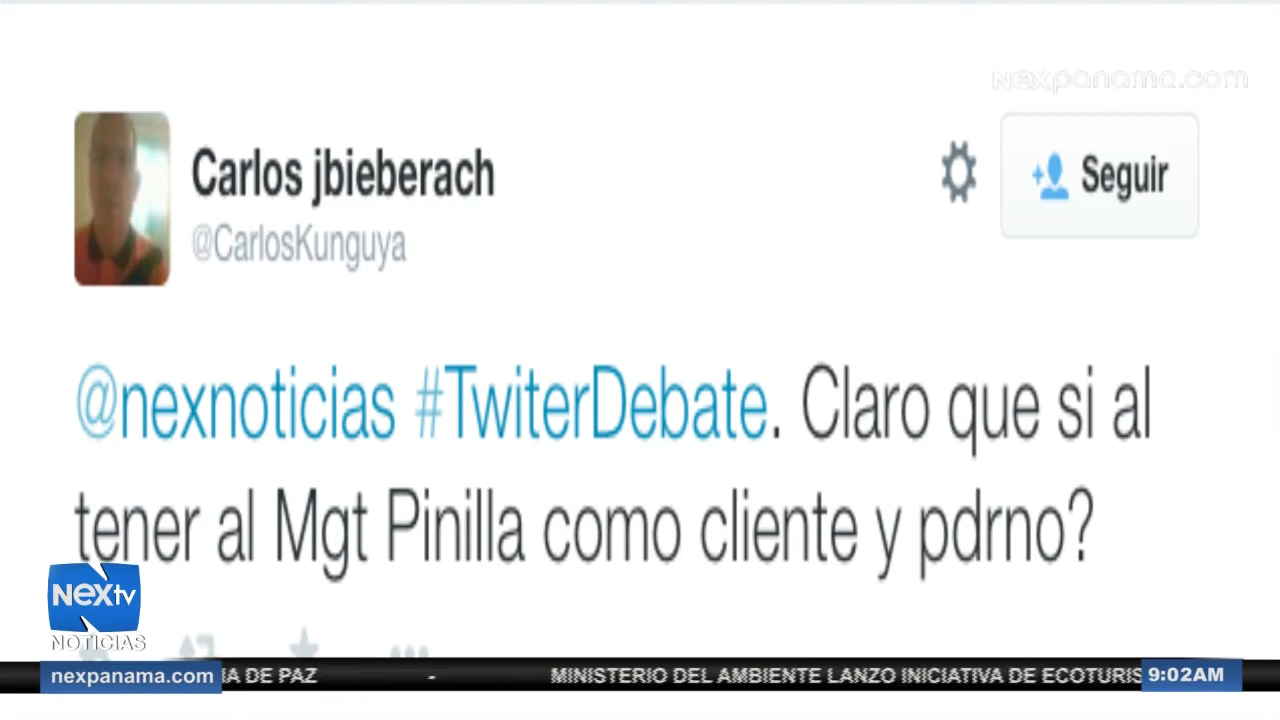 nexpanama.com
Carlos jbieberach
@CarlosKunguya
Seguir
@nexnoticias #TwiterDebate. Claro que si al
tener al Mgt Pinilla como cliente y pdrno?
NEXtv
NOTICIAS
nexpanama.com
IA DE PAZ - MINISTERIO DEL AMBIENTE LANZO INICIATIVA DE ECOTURIS
9:02AM